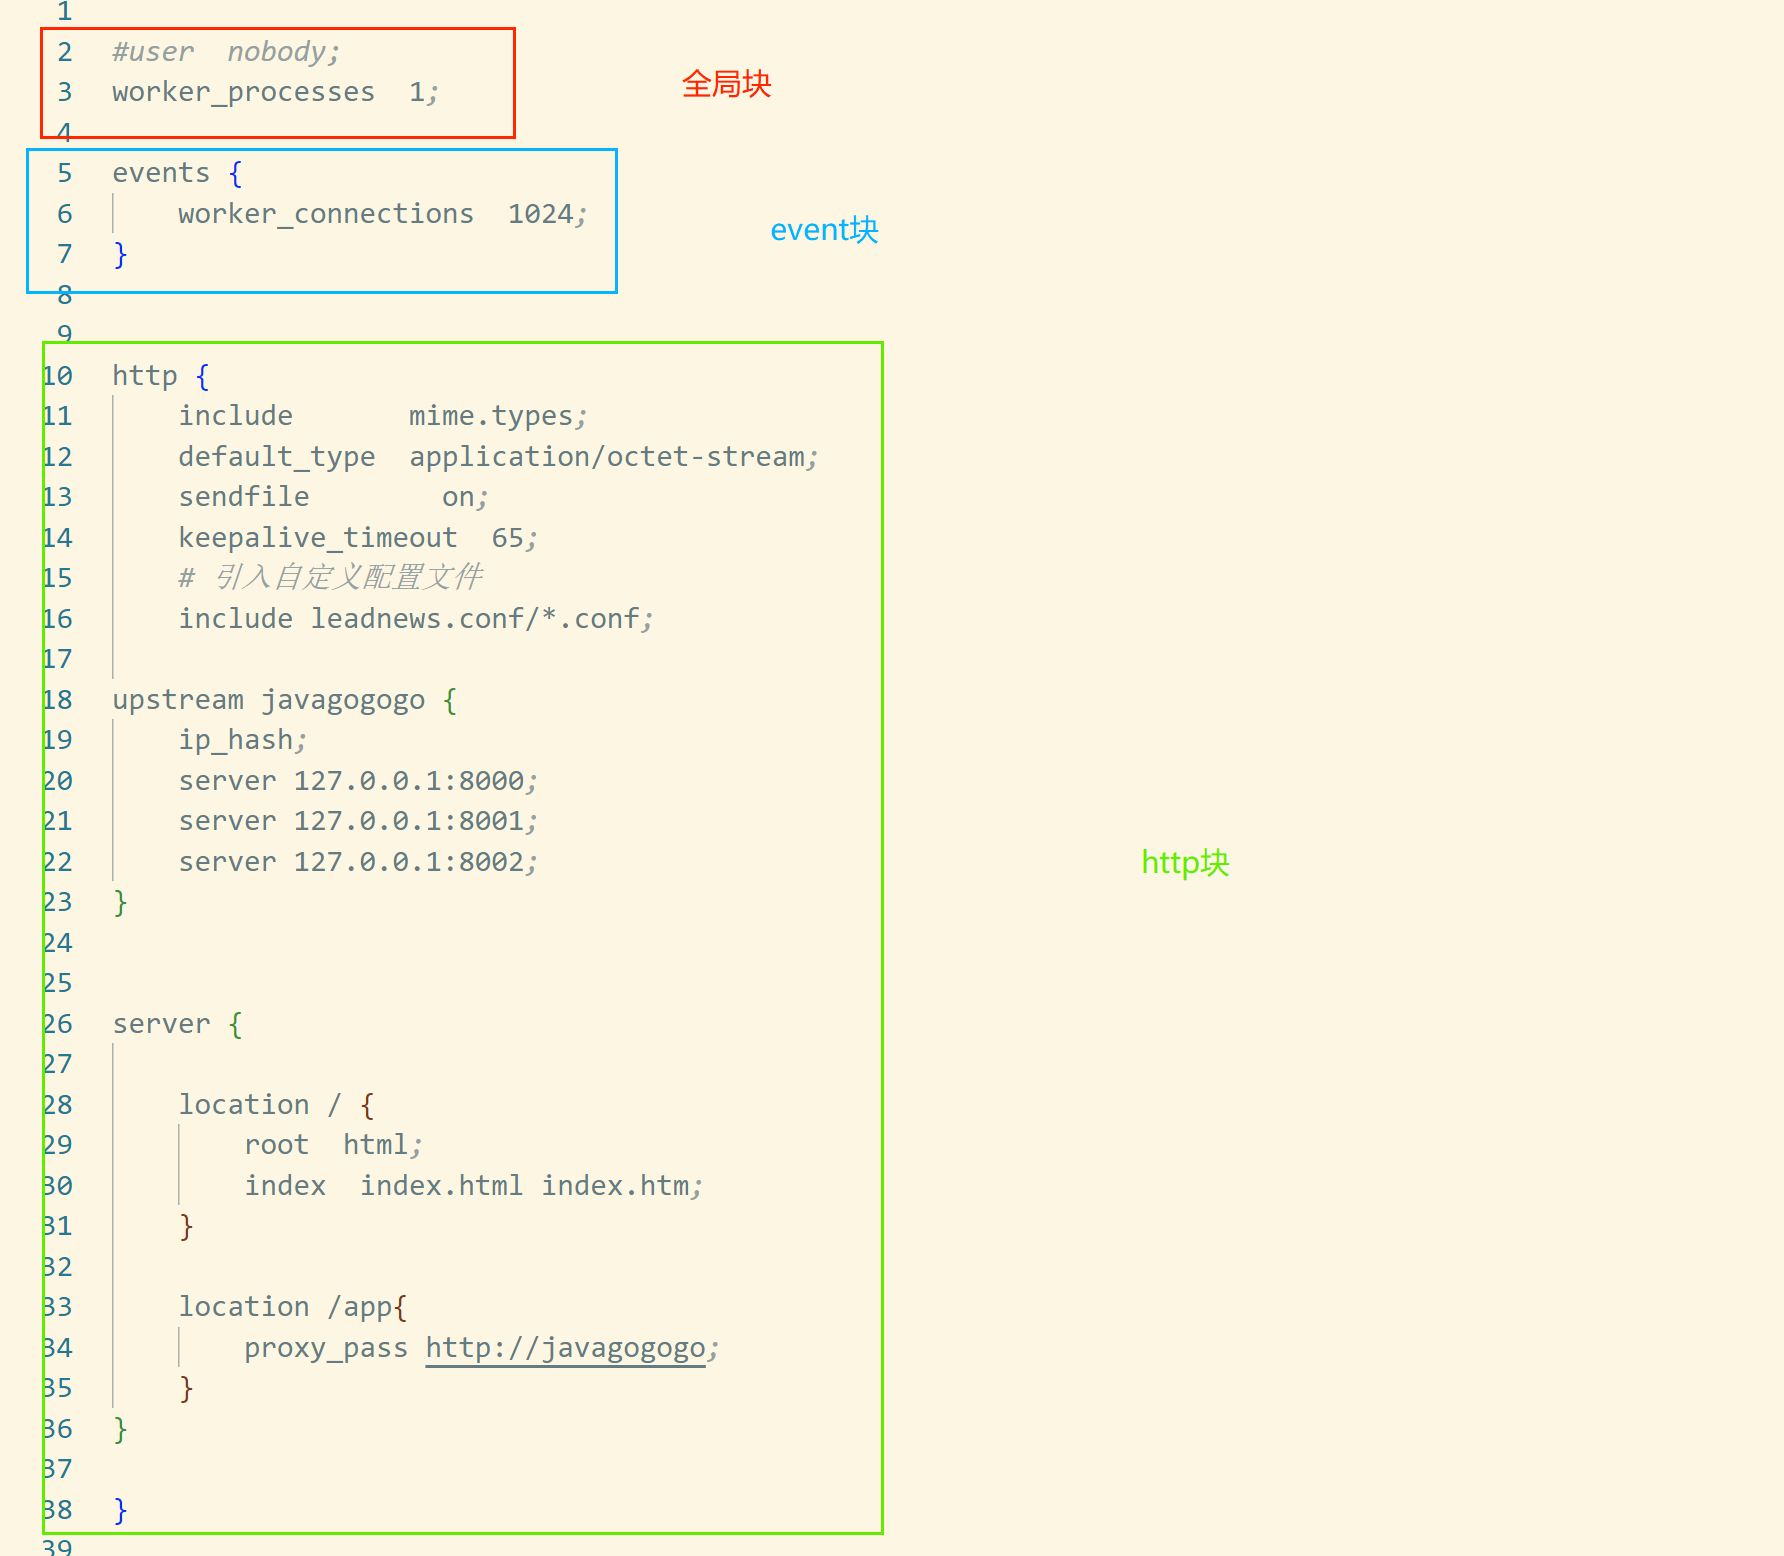 1
2 #user  nobody;
3 worker_processes  1;
全局块
4
5 events {
6     worker_connections  1024;
event块
7 }
8
9
10 http {
11     include       mime.types;
12     default_type  application/octet-stream;
13     sendfile        on;
14     keepalive_timeout  65;
15     # 引入自定义配置文件
16     include leadnews.conf/*.conf;
17
18 upstream javagogogo {
19     ip_hash;
20     server 127.0.0.1:8000;
21     server 127.0.0.1:8001;
22     server 127.0.0.1:8002;
http块
23 }
24
25
26 server {
27
28     location / {
29         root  html;
30         index  index.html index.htm;
31     }
32
33     location /app{
34         proxy_pass http://javagogogo;
35     }
36 }
37
38 }
39